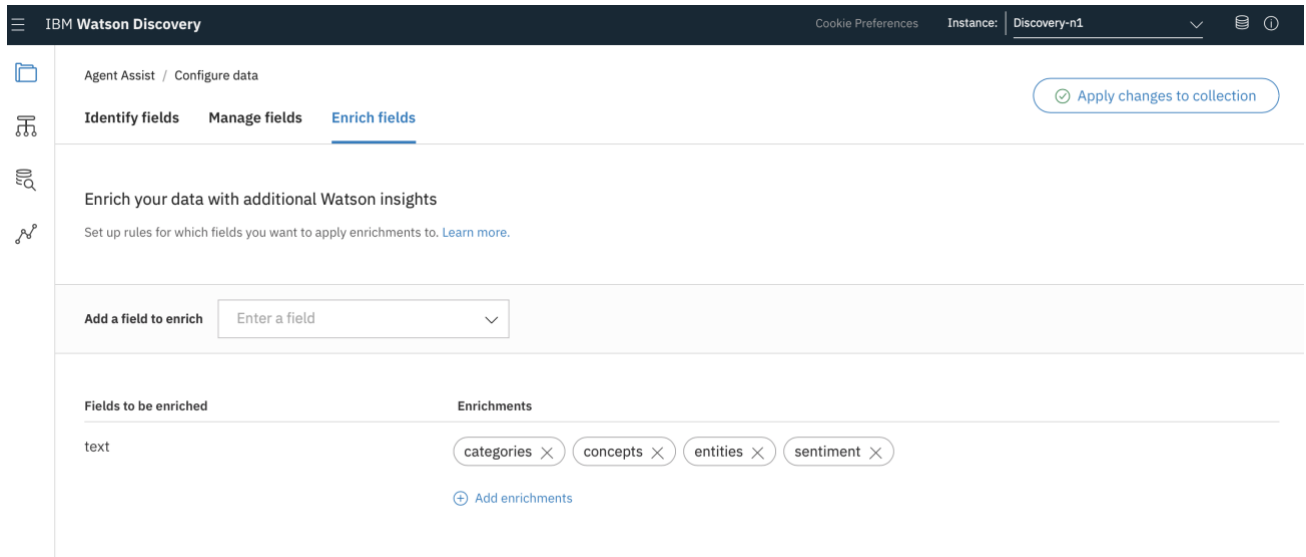 IBM Watson Discovery Cookie Preferences Instance: Discovery-n1
Agent Assist / Configure data
Apply changes to collection
Identify fields Manage fields Enrich fields
Enrich your data with additional Watson insights
Set up rules for which fields you want to apply enrichments to. Learn more.
Add a field to enrich Enter a field
Fields to be enriched Enrichments
text categories concepts entities sentiment
Add enrichments